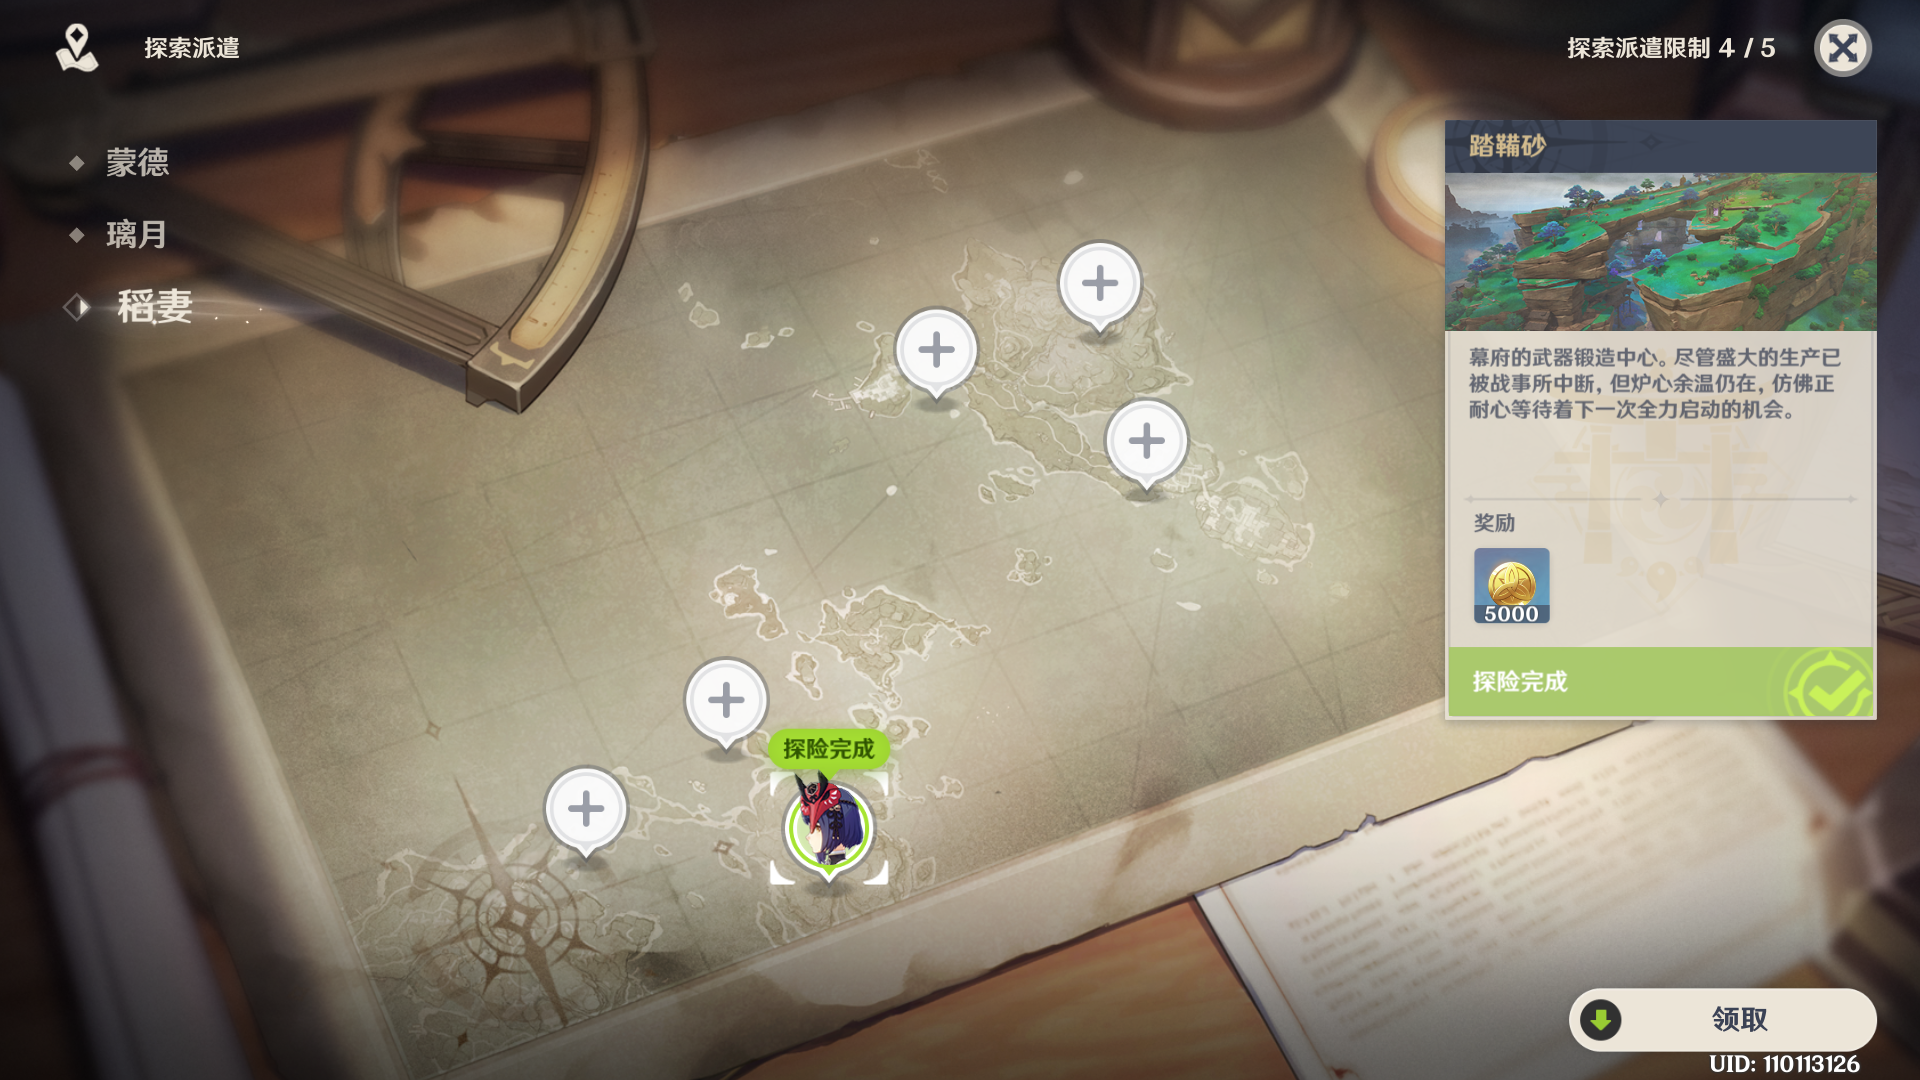 探索派遣
探索派遣限制 4 / 5
蒙德
璃月
稻妻
踏鞴砂
幕府的武器锻造中心。尽管盛大的生产已
被战事所中断，但炉心余温仍在，仿佛正
耐心等待着下一次全力启动的机会。
奖励
5000
探险完成
探险完成
领取
UID: 110113126